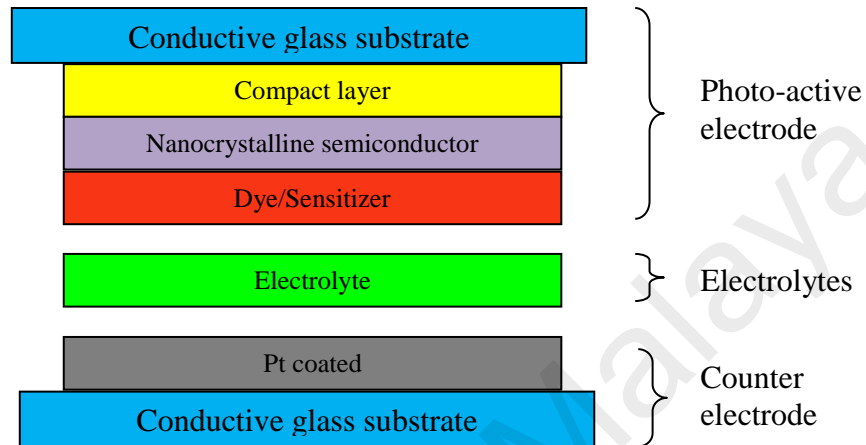 Conductive glass substrate
Compact layer
Nanocrystalline semiconductor
Dye/Sensitizer
Photo-active
electrode
Electrolyte
Electrolytes
Pt coated
Conductive glass substrate
Counter
electrode
Malaya